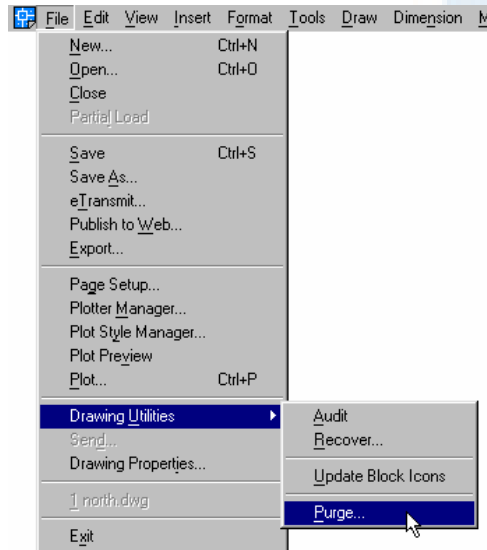 File Edit View Insert Format Tools Draw Dimension M
New... Ctrl+N
Open... Ctrl+O
Close
Partial Load
Save Ctrl+S
Save As...
eTransmit...
Publish to Web...
Export...
Page Setup...
Plotter Manager...
Plot Style Manager...
Plot Preview
Plot... Ctrl+P
Drawing Utilities
Send...
Drawing Properties...
1 north.dwg
Exit
Audit
Recover...
Update Block Icons
Purge...